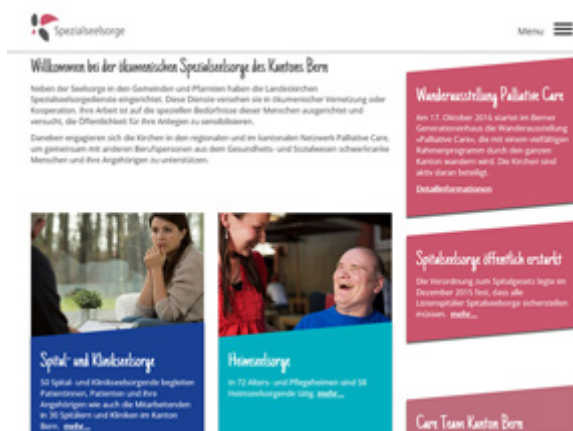 Spezialseelsorge
Menu
Willkommen bei der ökumenischen Spezialseelsorge des Kantons Bern
Neben der Seelsorge in den Gemeinden und Pfarreien haben die Landeskirchen
Spezialseelsorgedienste eingerichtet. Diese Dienste versehen sie in ökumenischer Vernetzung oder
Kooperation. Ihre Arbeit ist auf die speziellen Bedürfnisse dieser Menschen ausgerichtet und
versucht, die Öffentlichkeit für ihre Anliegen zu sensibilisieren.
Daneben engagieren sich die Kirchen in den regionalen und im kantonalen Netzwerk Palliative Care,
um gemeinsam mit anderen Berufspersonen aus dem Gesundheits- und Sozialwesen schwerkranke
Menschen und ihre Angehörigen zu unterstützen.
Spital- und Klinikseelsorge
50 Spital- und Klinikseelsorgende begleiten
Patientinnen, Patienten und ihre
Angehörigen wie auch die Mitarbeitenden
in 30 Spitälern und Kliniken im Kanton
Bern. mehr...
Heimseelsorge
In 72 Alters- und Pflegeheimen sind 58
Heimseelsorgende tätig. mehr...
Wanderausstellung Palliative Care
Am 17. Oktober 2016 startet im Berner
Generationenhaus die Wanderausstellung
«Palliative Care», die mit einem vielfältigen
Rahmenprogramm durch den ganzen
Kanton wandern wird. Die Kirchen sind
aktiv daran beteiligt.
Detailinformationen
Spitalseelsorge öffentlich erstarkt
Die Verordnung zum Spitalgesetz legte im
Dezember 2015 fest, dass alle
Listenspitäler Spitalseelsorge sicherstellen
müssen. mehr...
Care Team Kanton Bern